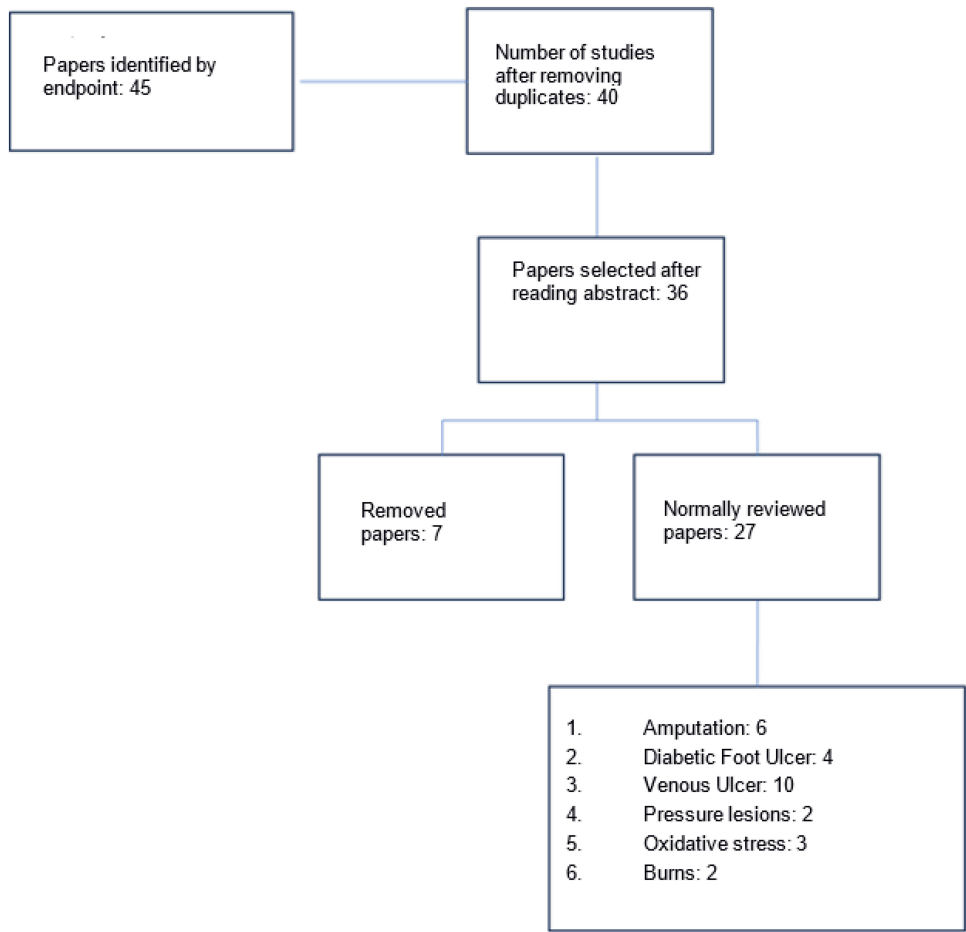 Papers identified by
endpoint: 45
Number of studies
after removing
duplicates: 40
Papers selected after
reading abstract: 36
Removed
papers: 7
Normally reviewed
papers: 27
1. Amputation: 6
2. Diabetic Foot Ulcer: 4
3. Venous Ulcer: 10
4. Pressure lesions: 2
5. Oxidative stress: 3
6. Burns: 2